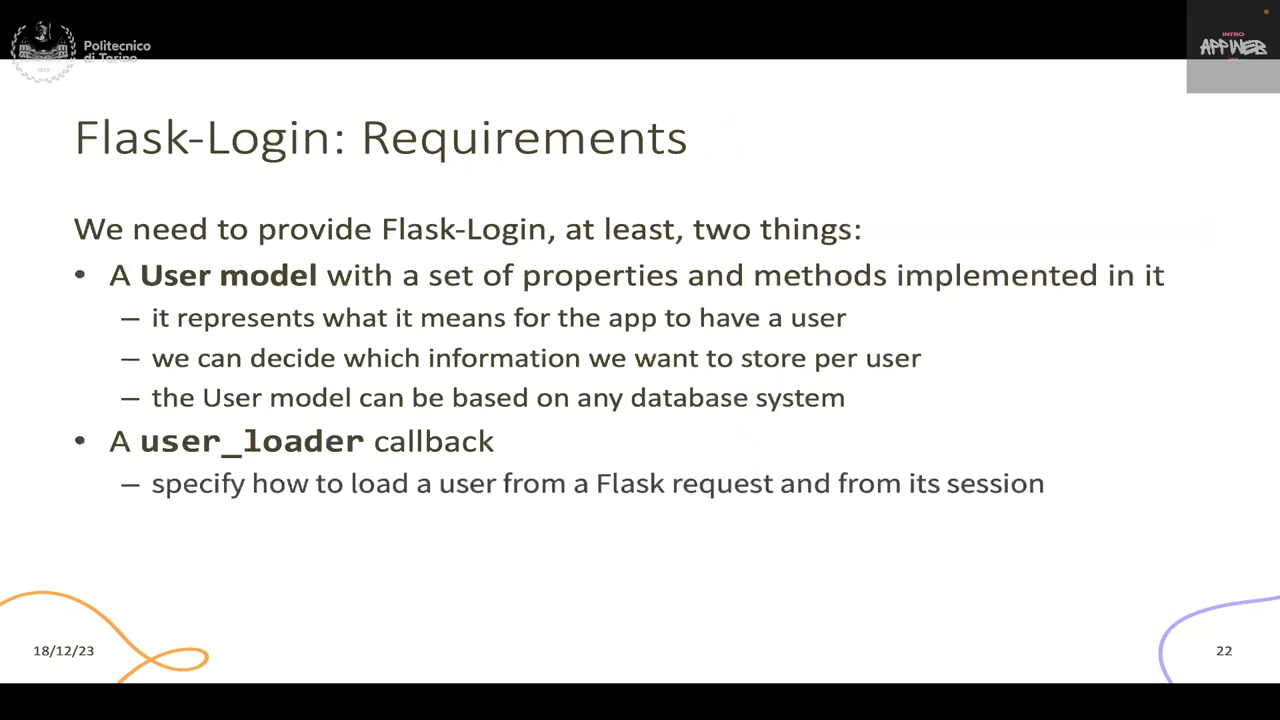 Politecnico
di Torino
INTRO
APPWEB
Flask-Login: Requirements
We need to provide Flask-Login, at least, two things:
• A User model with a set of properties and methods implemented in it
– it represents what it means for the app to have a user
– we can decide which information we want to store per user
– the User model can be based on any database system
• A user_loader callback
– specify how to load a user from a Flask request and from its session
18/12/23
22